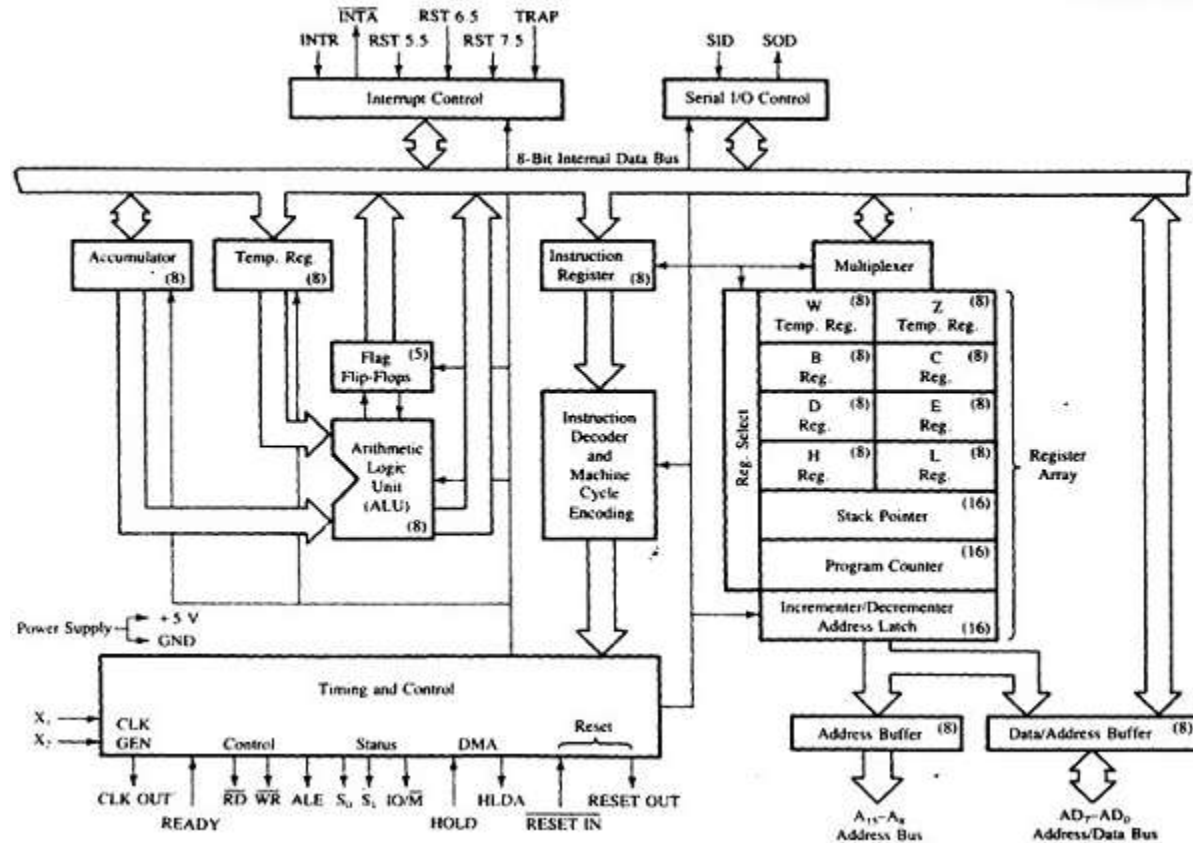 INTA
RST 6.5
TRAP
INTR
RST 5.5
RST 7.5
SID
SOD
Interrupt Control
Serial I/O Control
8-Bit Internal Data Bus
Accumulator
(8)
Temp. Reg.
(8)
Instruction
Register
(8)
Multiplexer
W
(8)
Temp. Reg.
Z
(8)
Temp. Reg.
Flag
(5)
Flip-Flops
B
(8)
Reg.
C
(8)
Reg.
D
(8)
Reg.
E
(8)
Reg.
H
(8)
Reg.
L
(8)
Reg.
Reg. Select
Register
Array
Arithmetic
Logic
Unit
(ALU)
(8)
Instruction
Decoder
and
Machine
Cycle
Encoding
(16)
Stack Pointer
(16)
Program Counter
Incrementer/Decrementer
Address Latch
(16)
Power Supply
+5 V
GND
Timing and Control
X₁
X₂
CLK
GEN
Control
Status
DMA
Reset
Address Buffer
(8)
Data/Address Buffer
(8)
CLK OUT
READY
RD
WR
ALE
S₀
S₁
IO/M
HOLD
HLDA
RESET IN
RESET OUT
A₁₅–A₈
Address Bus
AD₇–AD₀
Address/Data Bus